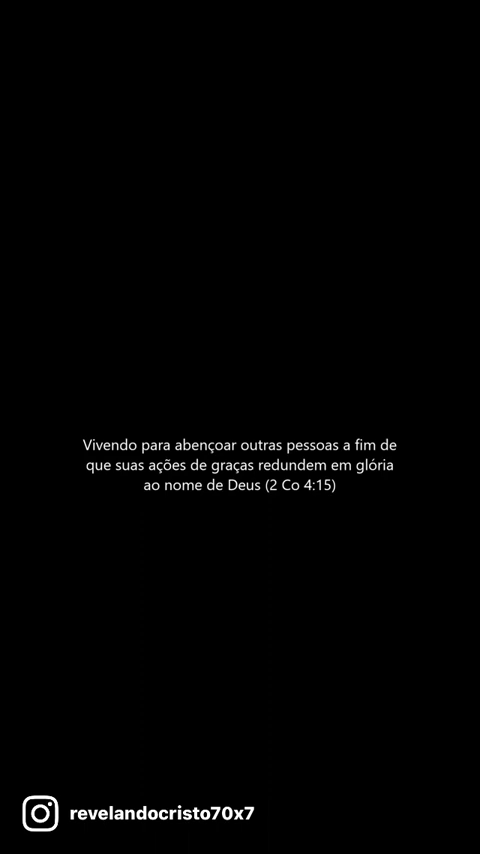 Vivendo para abençoar outras pessoas a fim de
que suas ações de graças redundem em glória
ao nome de Deus (2 Co 4:15)
revelandocristo70x7